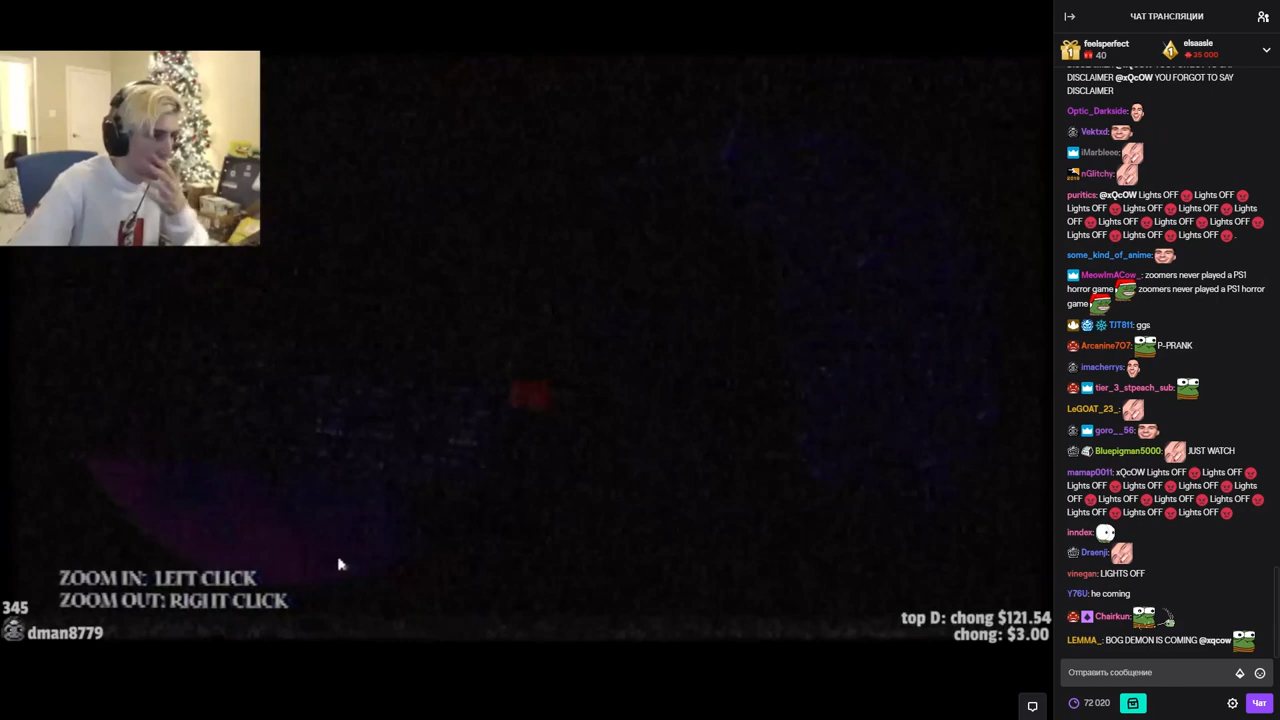 ЧАТ ТРАНСЛЯЦИИ
feelsperfect
40
1
elsaasle
35 000
DISCLAIMER @xQcOW YOU FORGOT TO SAY
DISCLAIMER
Optic_Darkside:
Vektxd:
iMarbleee:
nGlitchy:
puritics: @xQcOW Lights OFF Lights OFF
Lights OFF Lights OFF Lights OFF Lights
OFF Lights OFF Lights OFF Lights OFF
Lights OFF Lights OFF Lights OFF .
some_kind_of_anime:
MeowImACow_: zoomers never played a PS1
horror game zoomers never played a PS1 horror
game
TJT811: ggs
Arcanine7O7: P-PRANK
imacherrys:
tier_3_stpeach_sub:
LeGOAT_23_:
goro__56:
Bluepigman5000: JUST WATCH
mamap0011: xQcOW Lights OFF Lights OFF
Lights OFF Lights OFF Lights OFF Lights
OFF Lights OFF Lights OFF Lights OFF
Lights OFF Lights OFF Lights OFF
inndex:
Draenji:
vinegan: LIGHTS OFF
Y76U: he coming
Chairkun:
LEMMA_: BOG DEMON IS COMING @xqcow
Отправить сообщение
72 020
Чат
ZOOM IN: LEFT CLICK
ZOOM OUT: RIGHT CLICK
345
dman8779
top D: chong $121.54
chong: $3.00